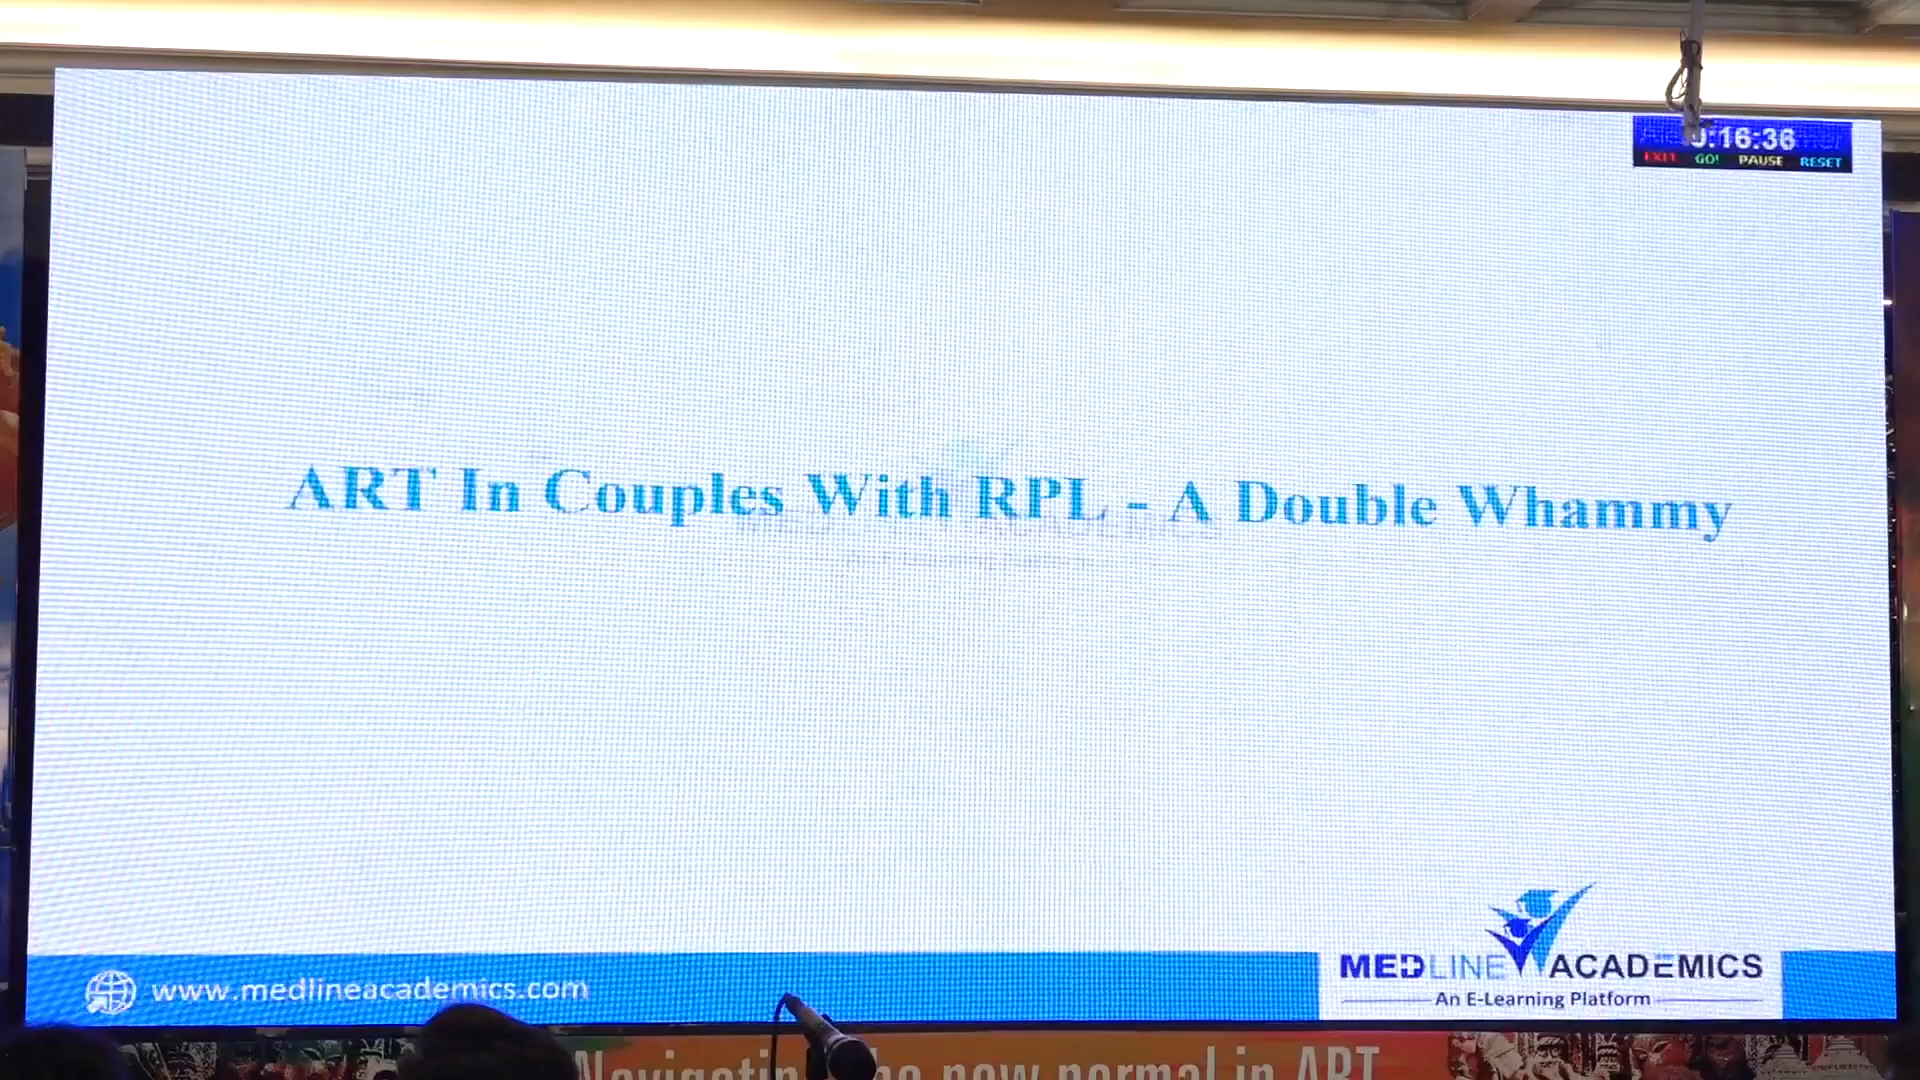 :16:36
EXIT GO! PAUSE RESET
ART In Couples With RPL - A Double Whammy
www.medlineacademics.com
MEDLINE ACADEMICS
An E-Learning Platform
new normal in ART